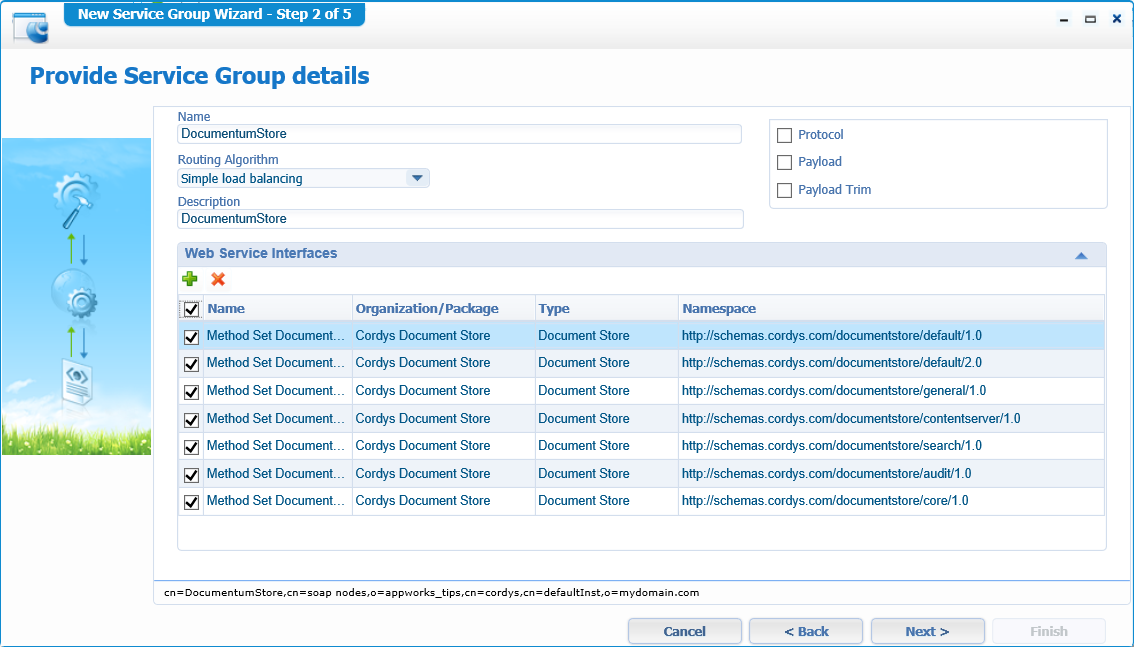 New Service Group Wizard - Step 2 of 5
Provide Service Group details
Name
DocumentumStore
Routing Algorithm
Simple load balancing
Description
DocumentumStore
Protocol
Payload
Payload Trim
Web Service Interfaces
Name Organization/Package Type Namespace
Method Set Document... Cordys Document Store Document Store http://schemas.cordys.com/documentstore/default/1.0
Method Set Document... Cordys Document Store Document Store http://schemas.cordys.com/documentstore/default/2.0
Method Set Document... Cordys Document Store Document Store http://schemas.cordys.com/documentstore/general/1.0
Method Set Document... Cordys Document Store Document Store http://schemas.cordys.com/documentstore/contentserver/1.0
Method Set Document... Cordys Document Store Document Store http://schemas.cordys.com/documentstore/search/1.0
Method Set Document... Cordys Document Store Document Store http://schemas.cordys.com/documentstore/audit/1.0
Method Set Document... Cordys Document Store Document Store http://schemas.cordys.com/documentstore/core/1.0
cn=DocumentumStore,cn=soap nodes,o=appworks_tips,cn=cordys,cn=defaultInst,o=mydomain.com
Cancel < Back Next > Finish